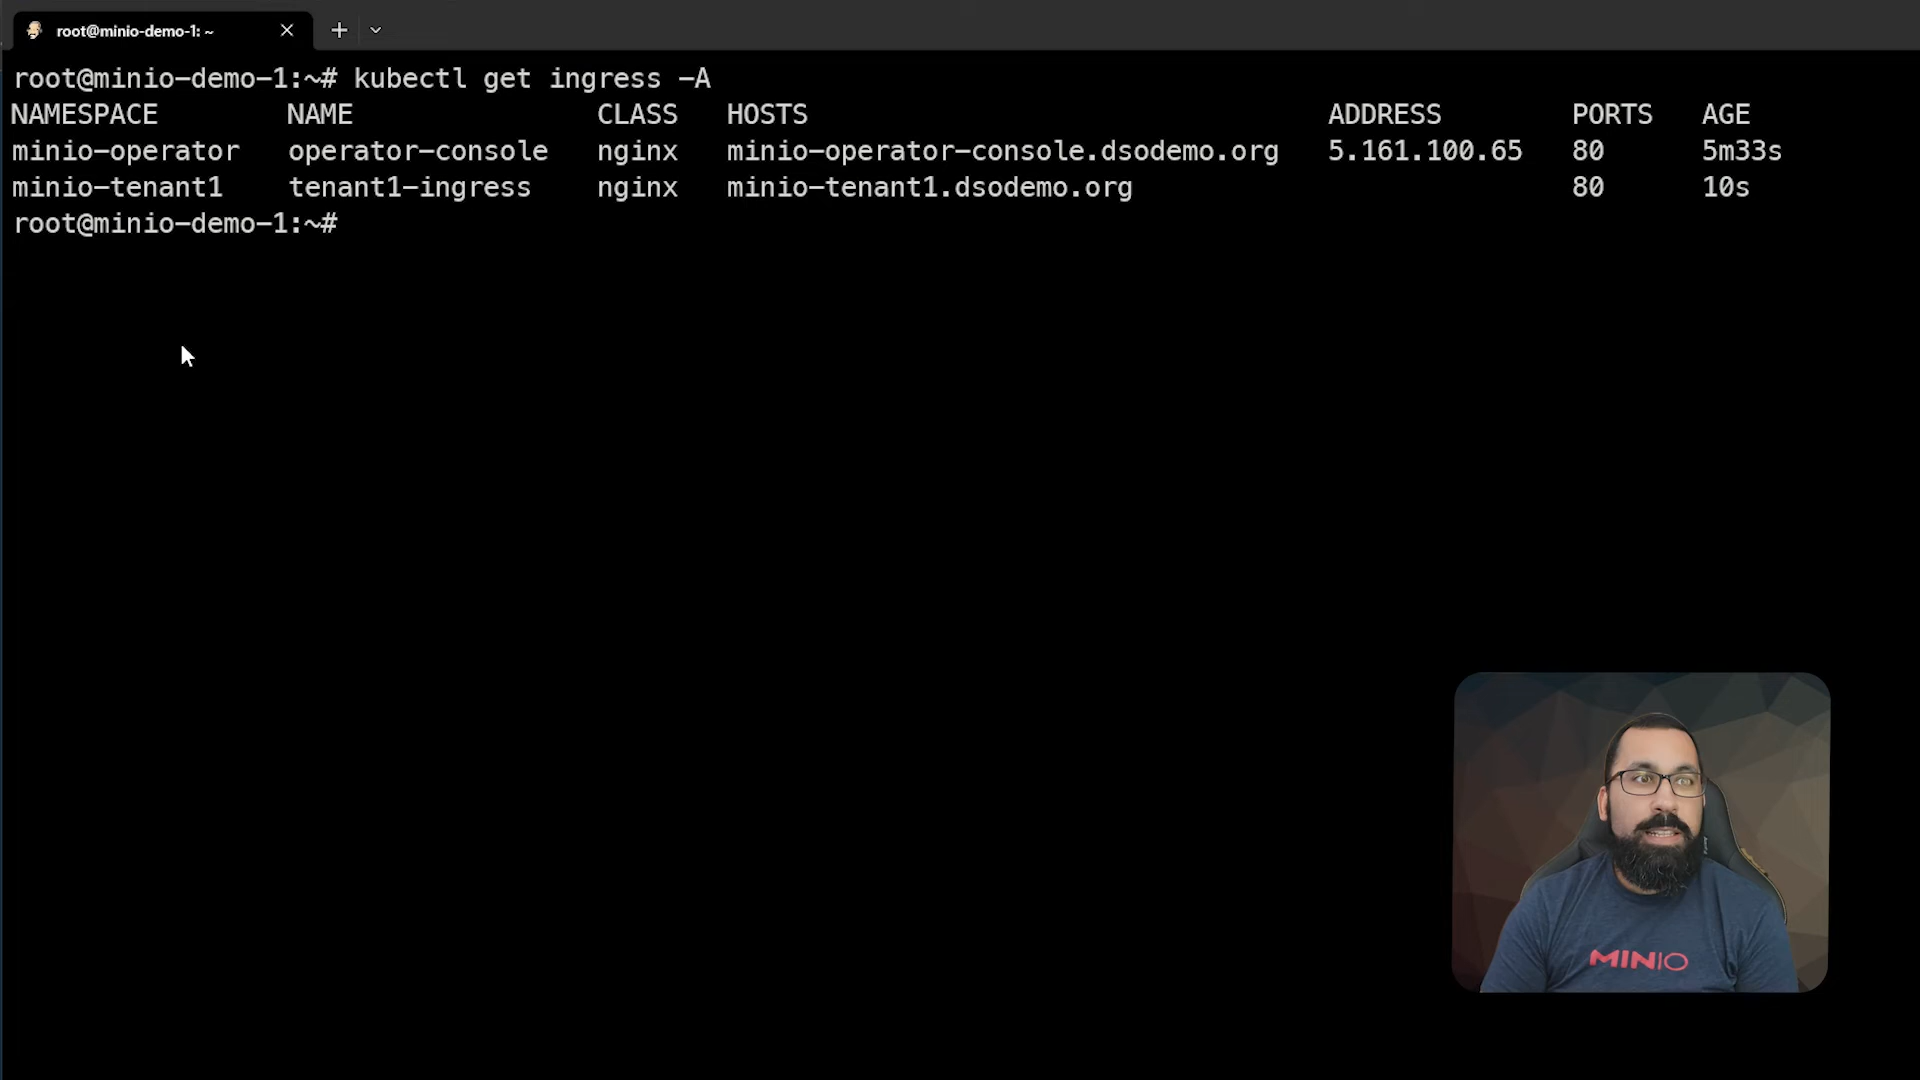 root@minio-demo-1: ~
root@minio-demo-1:~# kubectl get ingress -A
NAMESPACE NAME CLASS HOSTS ADDRESS PORTS AGE
minio-operator operator-console nginx minio-operator-console.dsodemo.org 5.161.100.65 80 5m33s
minio-tenant1 tenant1-ingress nginx minio-tenant1.dsodemo.org 80 10s
root@minio-demo-1:~#
MINIO